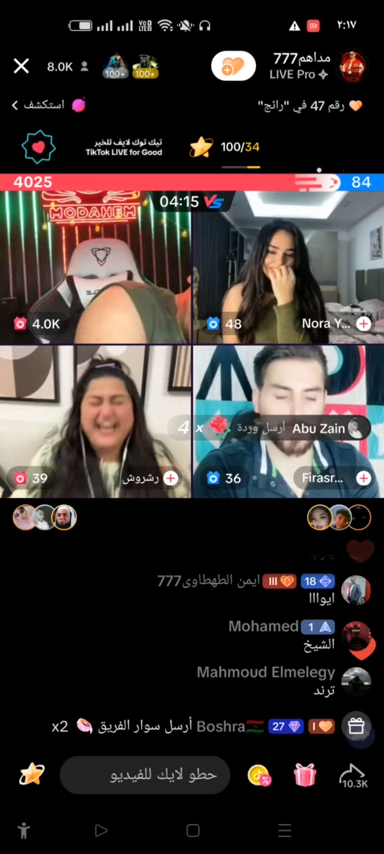 ٢:١٧
مداهم777
LIVE Pro
8.0K
100+
100+
رقم 47 في "رائج"
استكشف
تيك توك لايف للخير
TikTok LIVE for Good
100/34
4025
04:15 VS
84
MODAHEM
4.0K
48
Nora Y...
4 x
أرسل وردة
Abu Zain
39
رشروش
36
Firasr...
ايمن الطهطاوى777
III
18
ايوااا
Mohamed
1
الشيخ
Mahmoud Elmelegy
ترند
I
27
Boshra
أرسل سوار الفريق
x2
حطو لايك للفيديو
10.3K